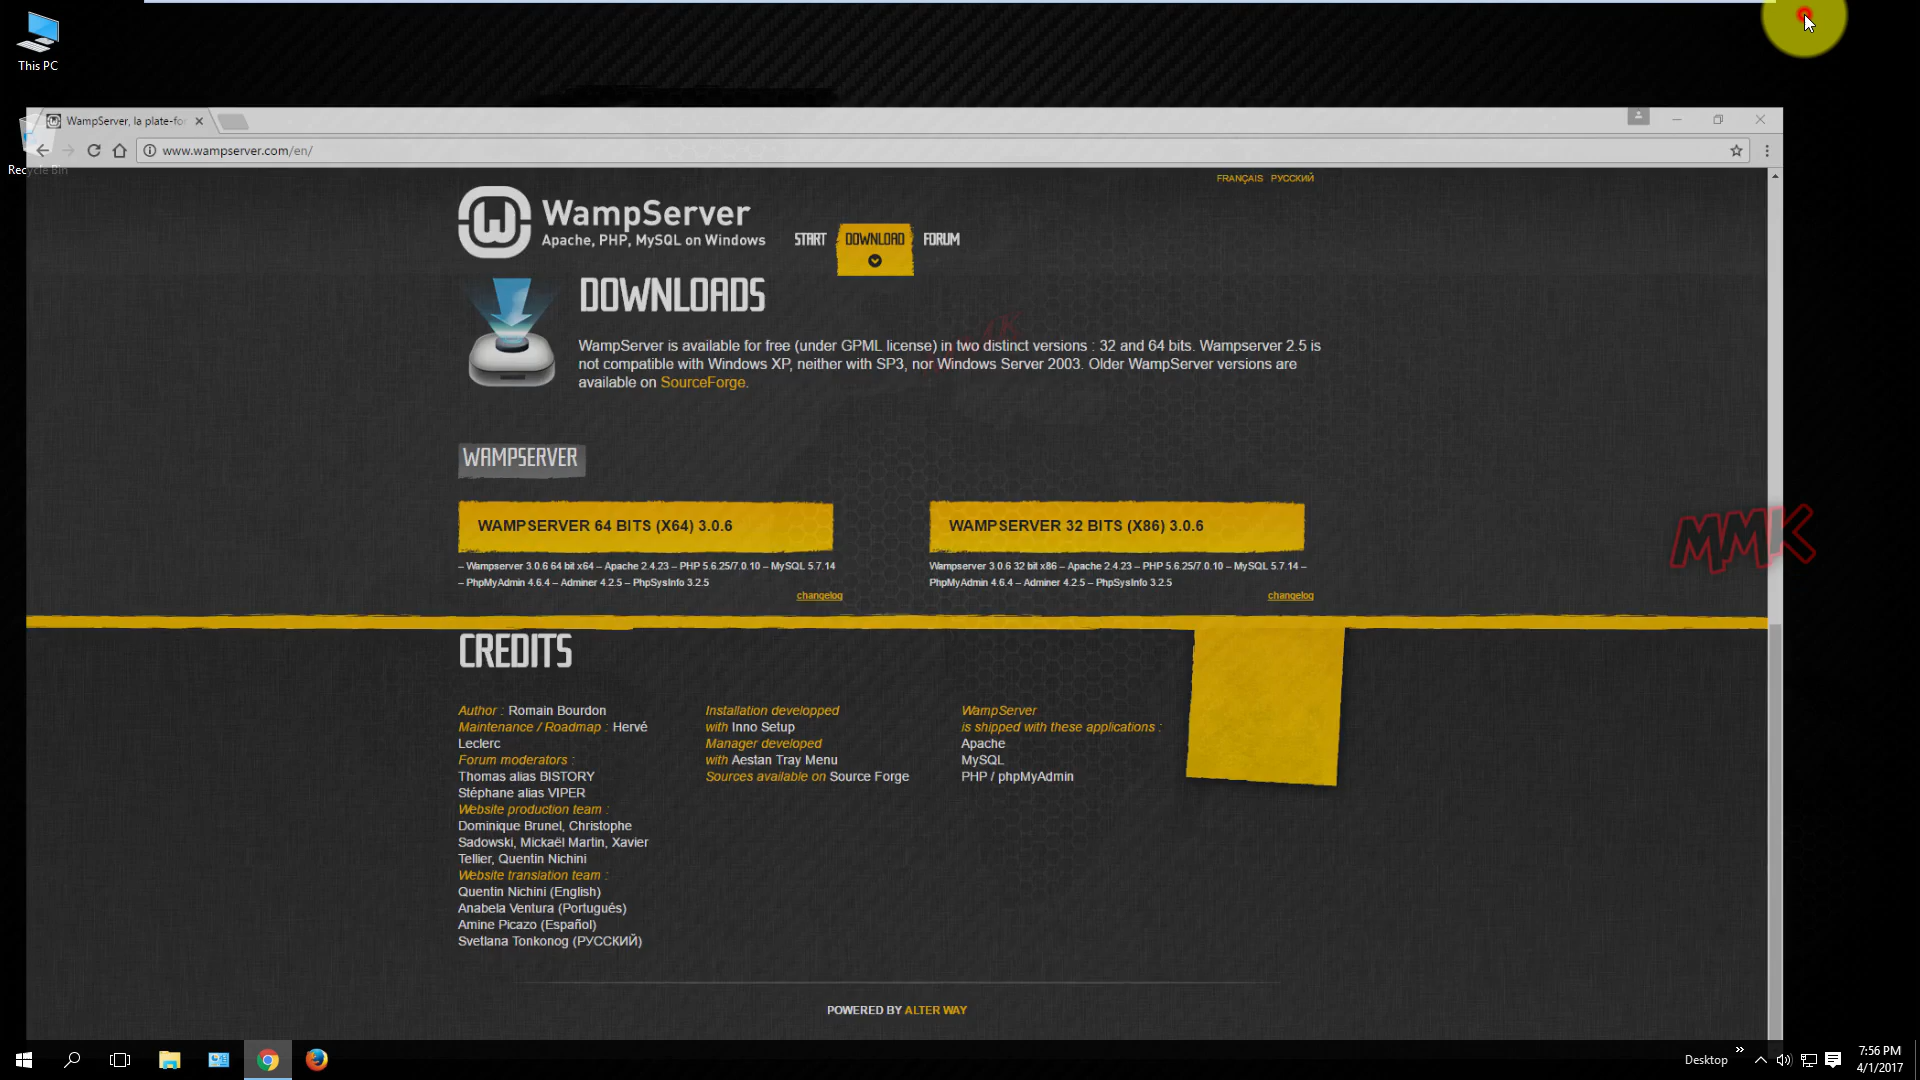 This PC
WampServer, la plate-for
www.wampserver.com/en/
Recycle Bin
FRANÇAIS РУССКИЙ
WampServer
Apache, PHP, MySQL on Windows
START DOWNLOAD FORUM
DOWNLOADS
WampServer is available for free (under GPML license) in two distinct versions : 32 and 64 bits. Wampserver 2.5 is
not compatible with Windows XP, neither with SP3, nor Windows Server 2003. Older WampServer versions are
available on SourceForge.
WAMPSERVER
WAMPSERVER 64 BITS (X64) 3.0.6
– Wampserver 3.0.6 64 bit x64 – Apache 2.4.23 – PHP 5.6.25/7.0.10 – MySQL 5.7.14
– PhpMyAdmin 4.6.4 – Adminer 4.2.5 – PhpSysInfo 3.2.5
changelog
WAMPSERVER 32 BITS (X86) 3.0.6
Wampserver 3.0.6 32 bit x86 – Apache 2.4.23 – PHP 5.6.25/7.0.10 – MySQL 5.7.14 –
PhpMyAdmin 4.6.4 – Adminer 4.2.5 – PhpSysInfo 3.2.5
changelog
MMK
CREDITS
Author : Romain Bourdon
Maintenance / Roadmap : Hervé
Leclerc
Forum moderators :
Thomas alias BISTORY
Stéphane alias VIPER
Website production team :
Dominique Brunel, Christophe
Sadowski, Mickaël Martin, Xavier
Tellier, Quentin Nichini
Website translation team :
Quentin Nichini (English)
Anabela Ventura (Português)
Amine Picazo (Español)
Svetlana Tonkonog (РУССКИЙ)
Installation developped
with Inno Setup
Manager developed
with Aestan Tray Menu
Sources available on Source Forge
WampServer
is shipped with these applications :
Apache
MySQL
PHP / phpMyAdmin
POWERED BY ALTER WAY
Desktop
7:56 PM
4/1/2017